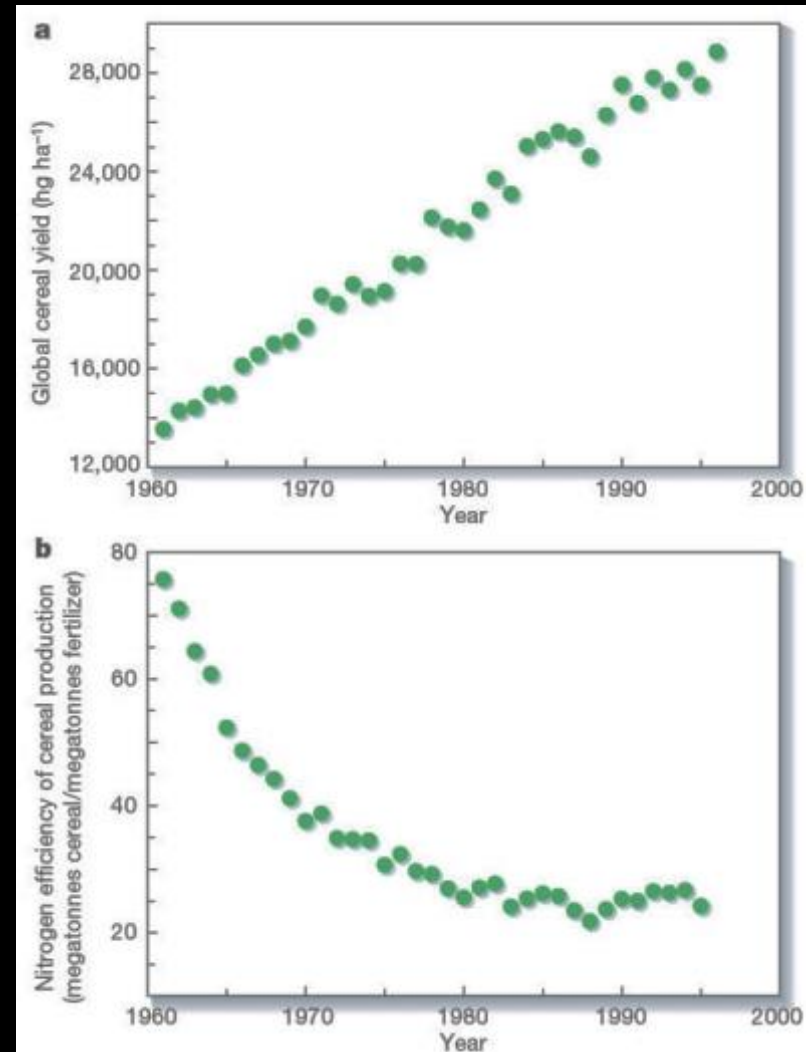 a
Global cereal yield (hg ha⁻¹)
28,000
24,000
20,000
16,000
12,000
1960 1970 1980 1990 2000
Year
b
Nitrogen efficiency of cereal production
(megatonnes cereal/megatonnes fertilizer)
80
60
40
20
1960 1970 1980 1990 2000
Year